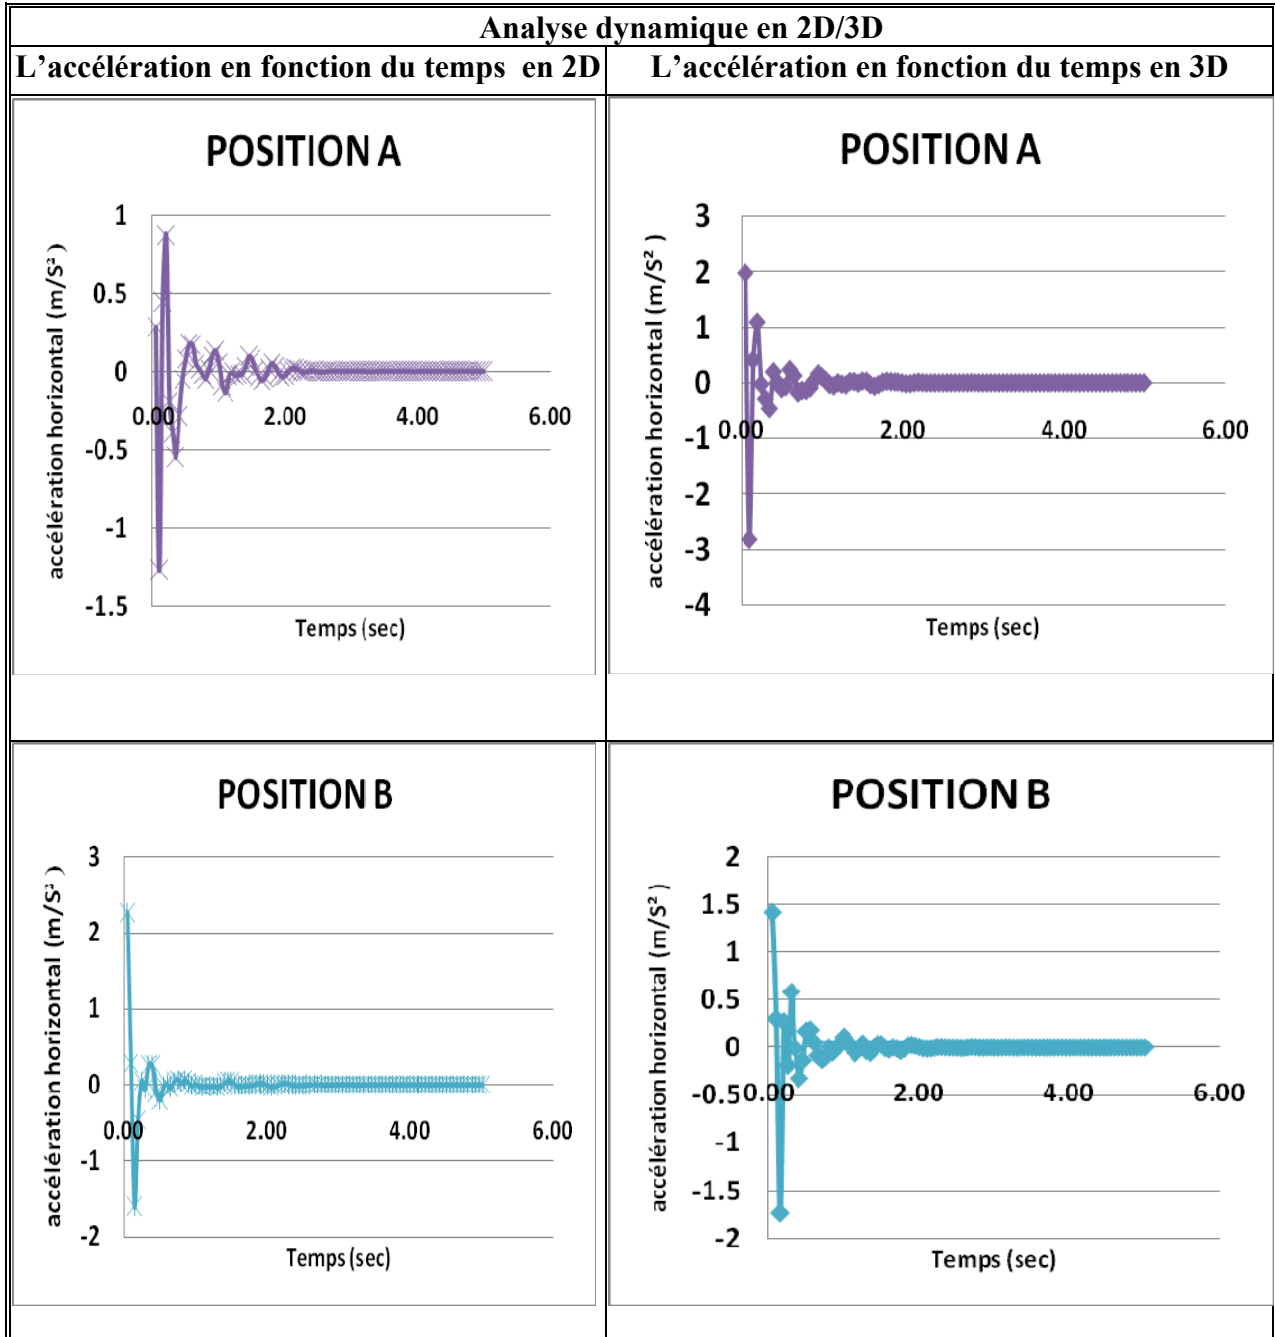 Analyse dynamique en 2D/3D
L’accélération en fonction du temps en 2D
L’accélération en fonction du temps en 3D
POSITION A
accélération horizontal (m/S²)
1
0.5
0
-0.5
-1
-1.5
0.00 2.00 4.00 6.00
Temps (sec)
POSITION A
accélération horizontal (m/S²)
3
2
1
0
-1
-2
-3
-4
0.00 2.00 4.00 6.00
Temps (sec)
POSITION B
accélération horizontal (m/S²)
3
2
1
0
-1
-2
0.00 2.00 4.00 6.00
Temps (sec)
POSITION B
accélération horizontal (m/S²)
2
1.5
1
0.5
0
-0.5
-1
-1.5
-2
0.00 2.00 4.00 6.00
Temps (sec)